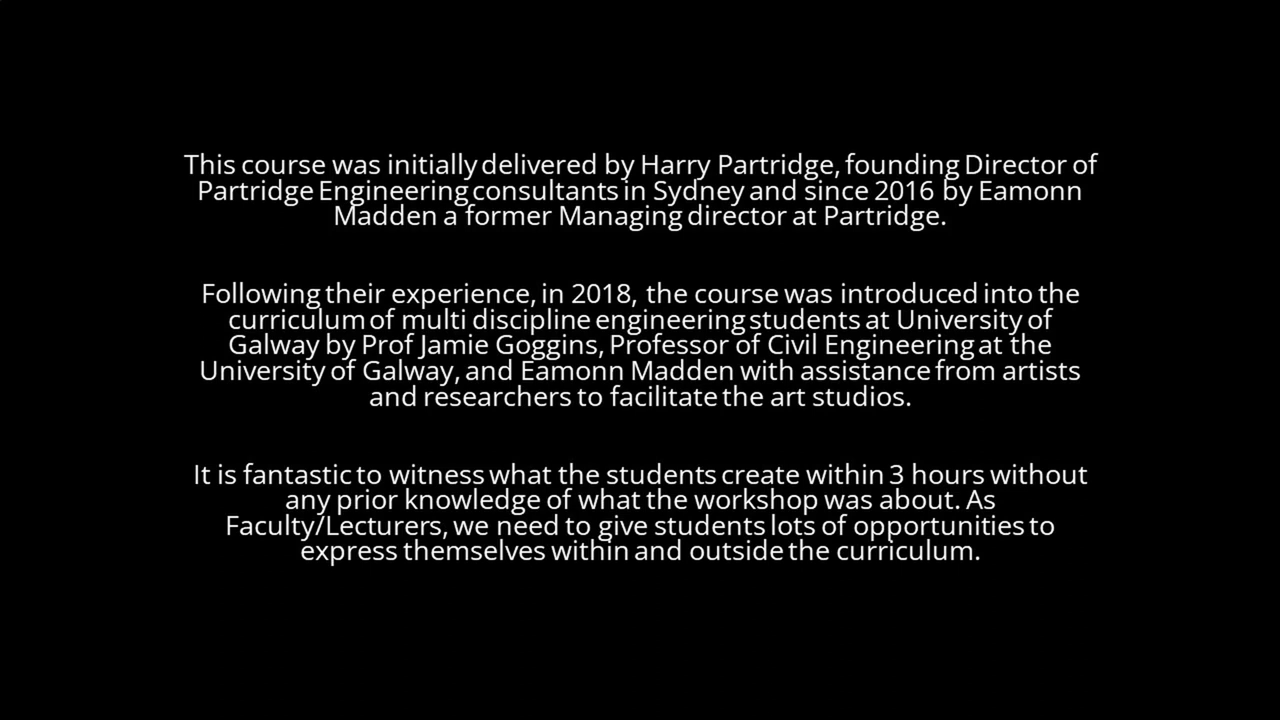 This course was initially delivered by Harry Partridge, founding Director of
Partridge Engineering consultants in Sydney and since 2016 by Eamonn
Madden a former Managing director at Partridge.
Following their experience, in 2018, the course was introduced into the
curriculum of multi discipline engineering students at University of
Galway by Prof Jamie Goggins, Professor of Civil Engineering at the
University of Galway, and Eamonn Madden with assistance from artists
and researchers to facilitate the art studios.
It is fantastic to witness what the students create within 3 hours without
any prior knowledge of what the workshop was about. As
Faculty/Lecturers, we need to give students lots of opportunities to
express themselves within and outside the curriculum.